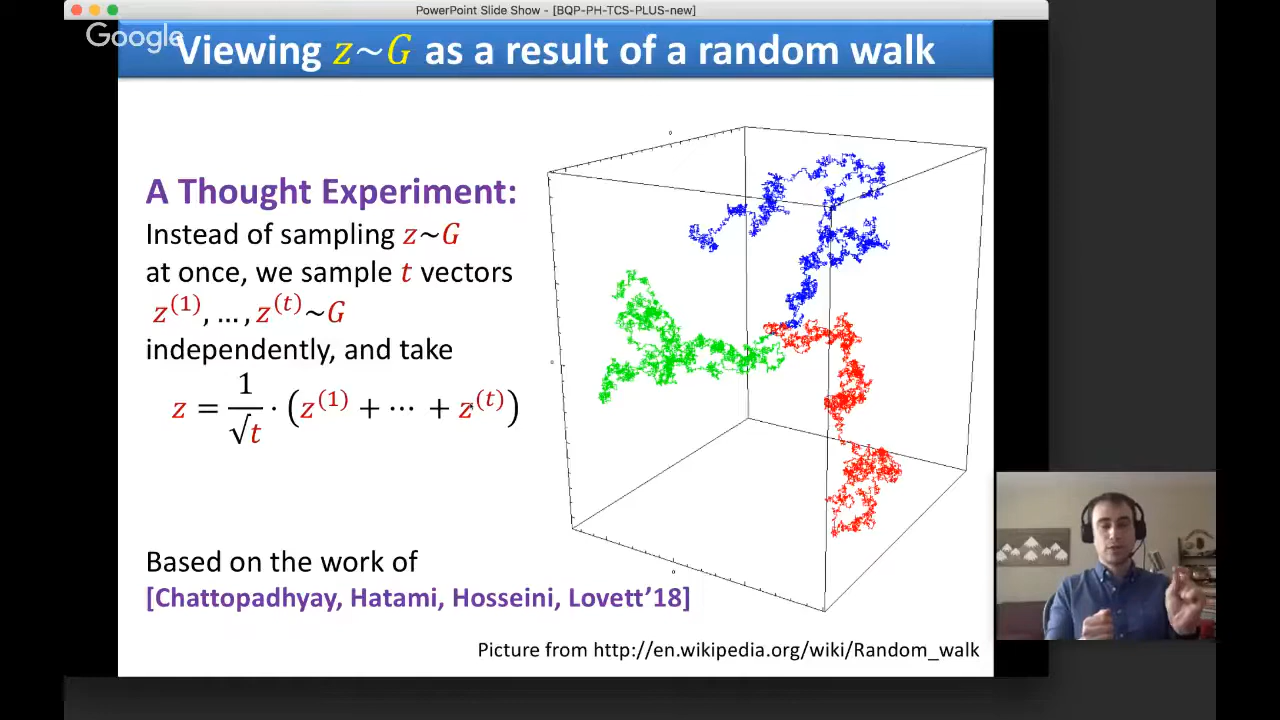 PowerPoint Slide Show - [BQP-PH-TCS-PLUS-new]
Google
Viewing z~G as a result of a random walk
A Thought Experiment:
Instead of sampling z~G
at once, we sample t vectors
z^(1), ..., z^(t)~G
independently, and take
z = 1/√t · (z^(1) + ⋯ + z^(t))
Based on the work of
[Chattopadhyay, Hatami, Hosseini, Lovett’18]
Picture from http://en.wikipedia.org/wiki/Random_walk